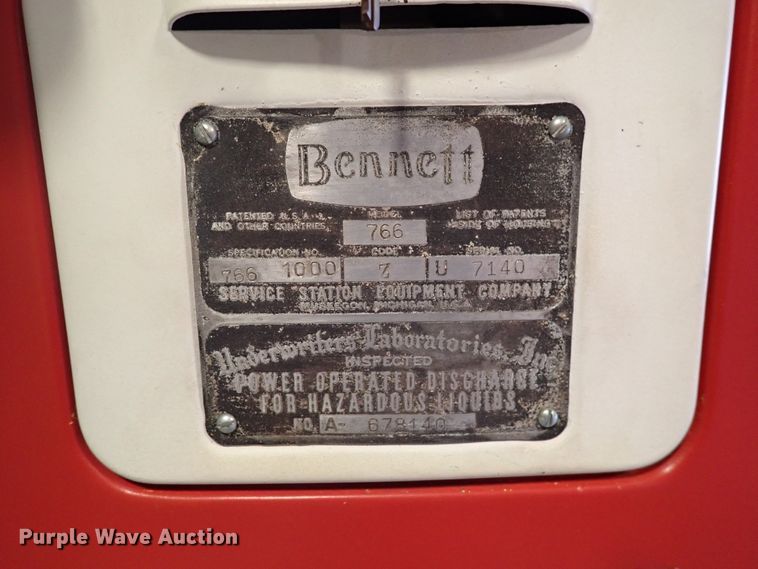 Bennett
PATENTED U.S.A.
AND OTHER COUNTRIES
MODEL
766
LIST OF PATENTS
INSIDE OF HOUSING
SPECIFICATION NO.
766 1000
CODE
Z
SERIAL NO.
U 7140
SERVICE STATION EQUIPMENT COMPANY
MUSKEGON, MICHIGAN, U.S.A.
Underwriters' Laboratories, Inc.
INSPECTED
POWER OPERATED DISCHARGE
FOR HAZARDOUS LIQUIDS
NO. A- 678140
Purple Wave Auction